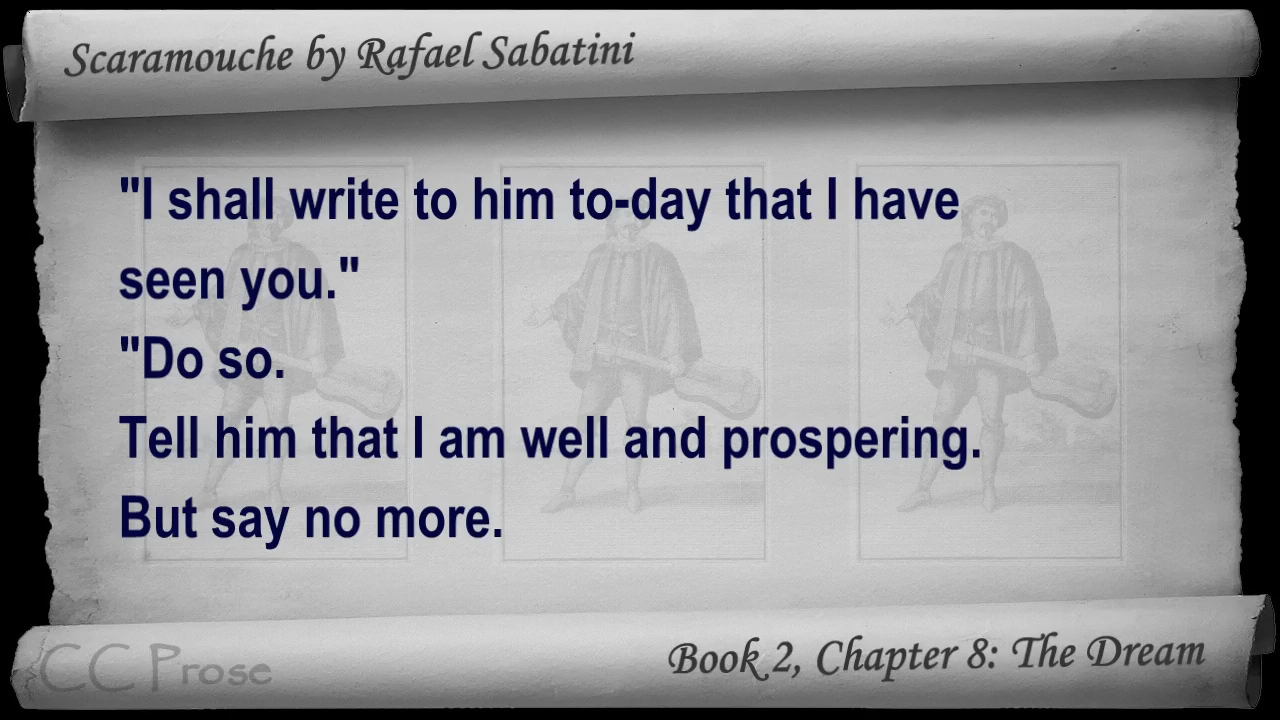 Scaramouche by Rafael Sabatini
"I shall write to him to-day that I have
seen you."
"Do so.
Tell him that I am well and prospering.
But say no more.
CC Prose
Book 2, Chapter 8: The Dream